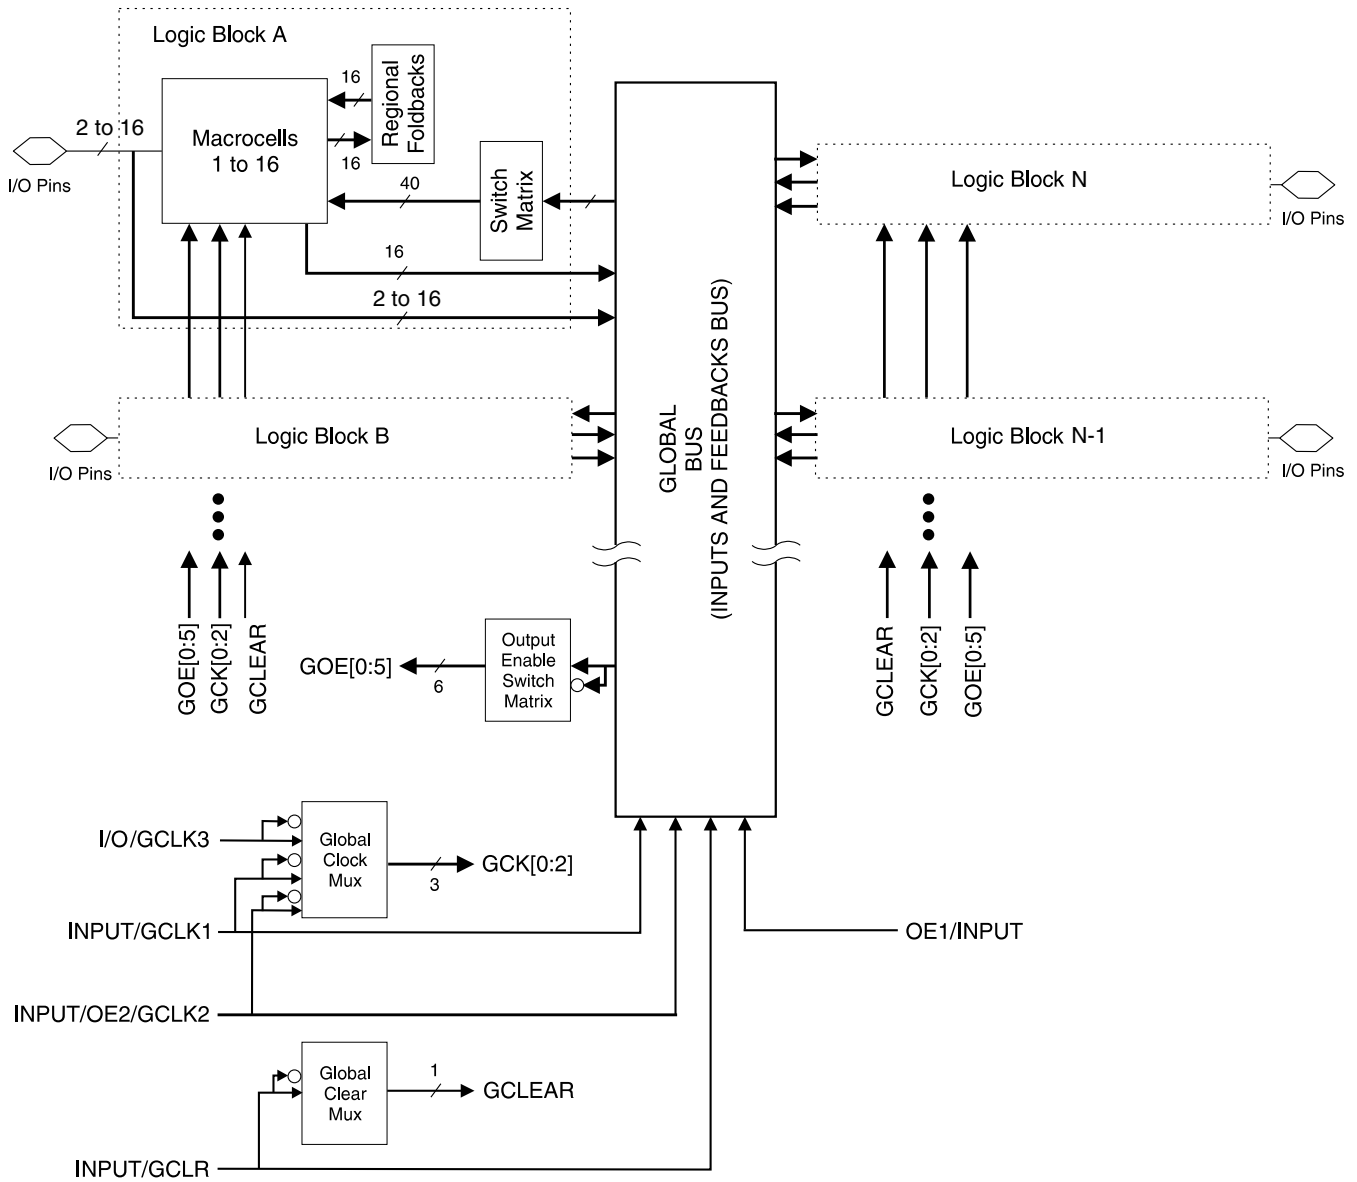 Logic Block A
16
Regional
Foldbacks
2 to 16
Macrocells
1 to 16
16
I/O Pins
40
Switch
Matrix
16
2 to 16
Logic Block N
I/O Pins
Logic Block B
I/O Pins
GLOBAL
BUS
(INPUTS AND FEEDBACKS BUS)
Logic Block N-1
I/O Pins
GOE[0:5]
GCK[0:2]
GCLEAR
GCLEAR
GCK[0:2]
GOE[0:5]
GOE[0:5]
6
Output
Enable
Switch
Matrix
I/O/GCLK3
Global
Clock
Mux
3
GCK[0:2]
INPUT/GCLK1
OE1/INPUT
INPUT/OE2/GCLK2
Global
Clear
Mux
1
GCLEAR
INPUT/GCLR